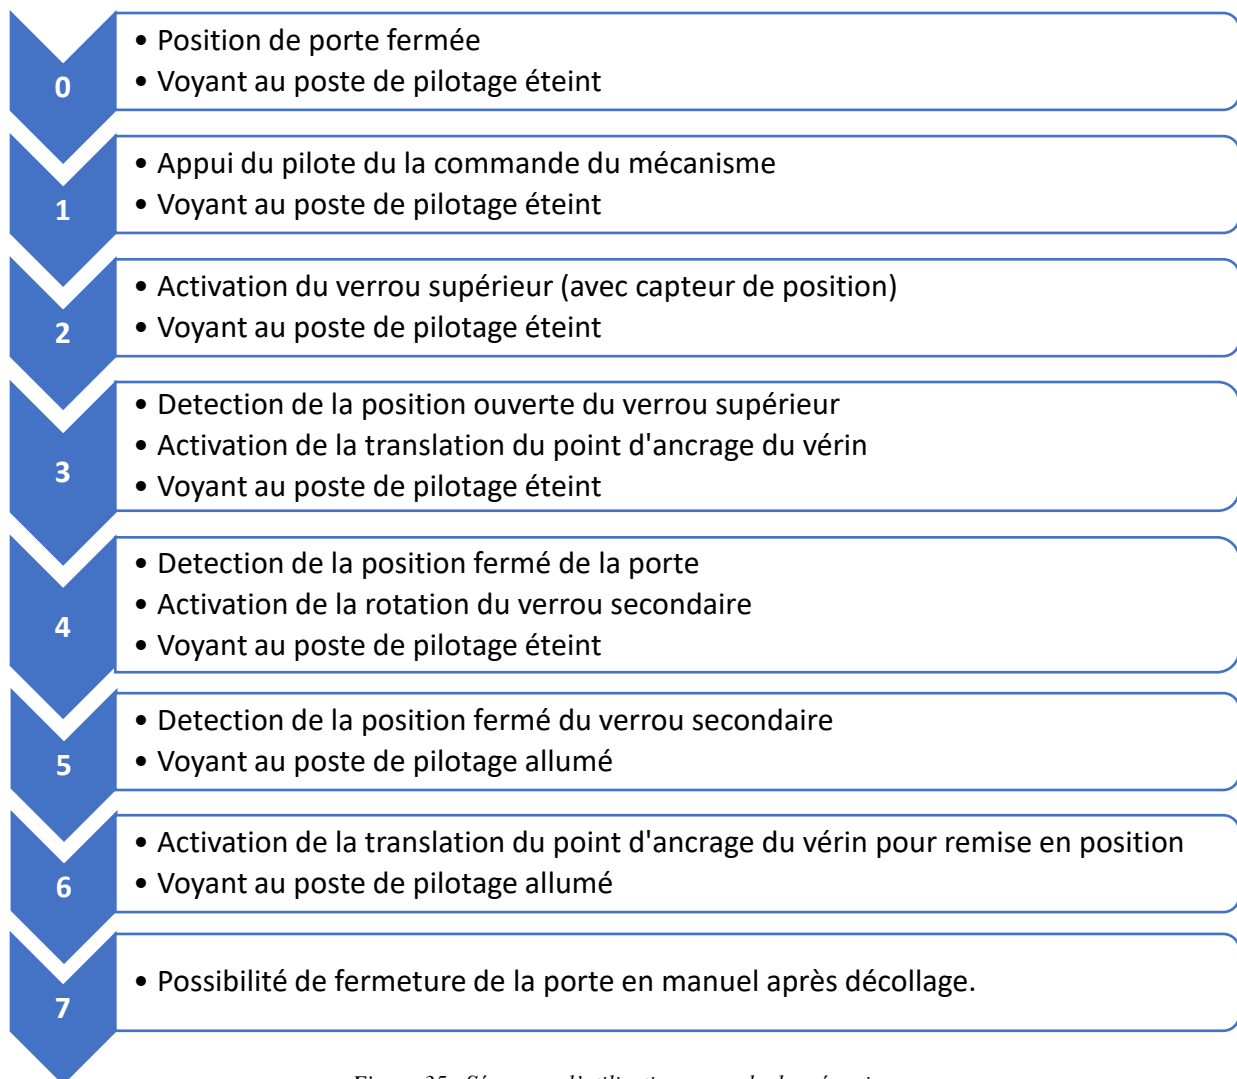 0
• Position de porte fermée
• Voyant au poste de pilotage éteint
1
• Appui du pilote du la commande du mécanisme
• Voyant au poste de pilotage éteint
2
• Activation du verrou supérieur (avec capteur de position)
• Voyant au poste de pilotage éteint
3
• Detection de la position ouverte du verrou supérieur
• Activation de la translation du point d'ancrage du vérin
• Voyant au poste de pilotage éteint
4
• Detection de la position fermé de la porte
• Activation de la rotation du verrou secondaire
• Voyant au poste de pilotage éteint
5
• Detection de la position fermé du verrou secondaire
• Voyant au poste de pilotage allumé
6
• Activation de la translation du point d'ancrage du vérin pour remise en position
• Voyant au poste de pilotage allumé
7
• Possibilité de fermeture de la porte en manuel après décollage.